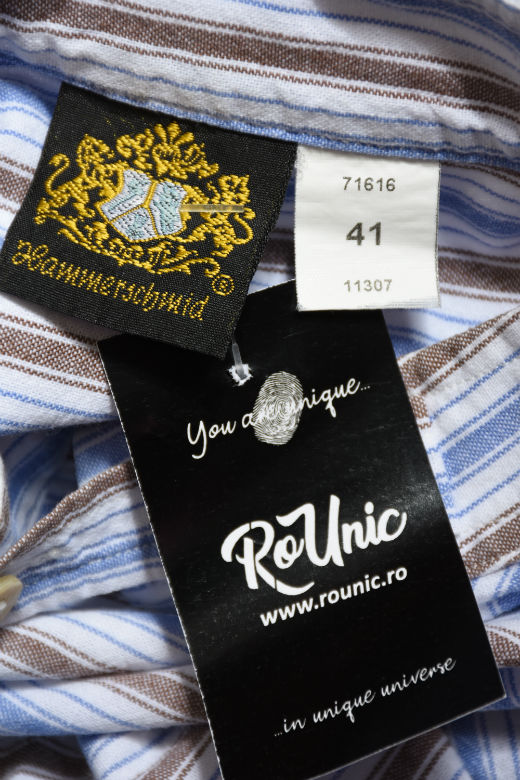 Hammerschmid®
71616
41
11307
You are unique...
RoUnic
www.rounic.ro
...in unique universe